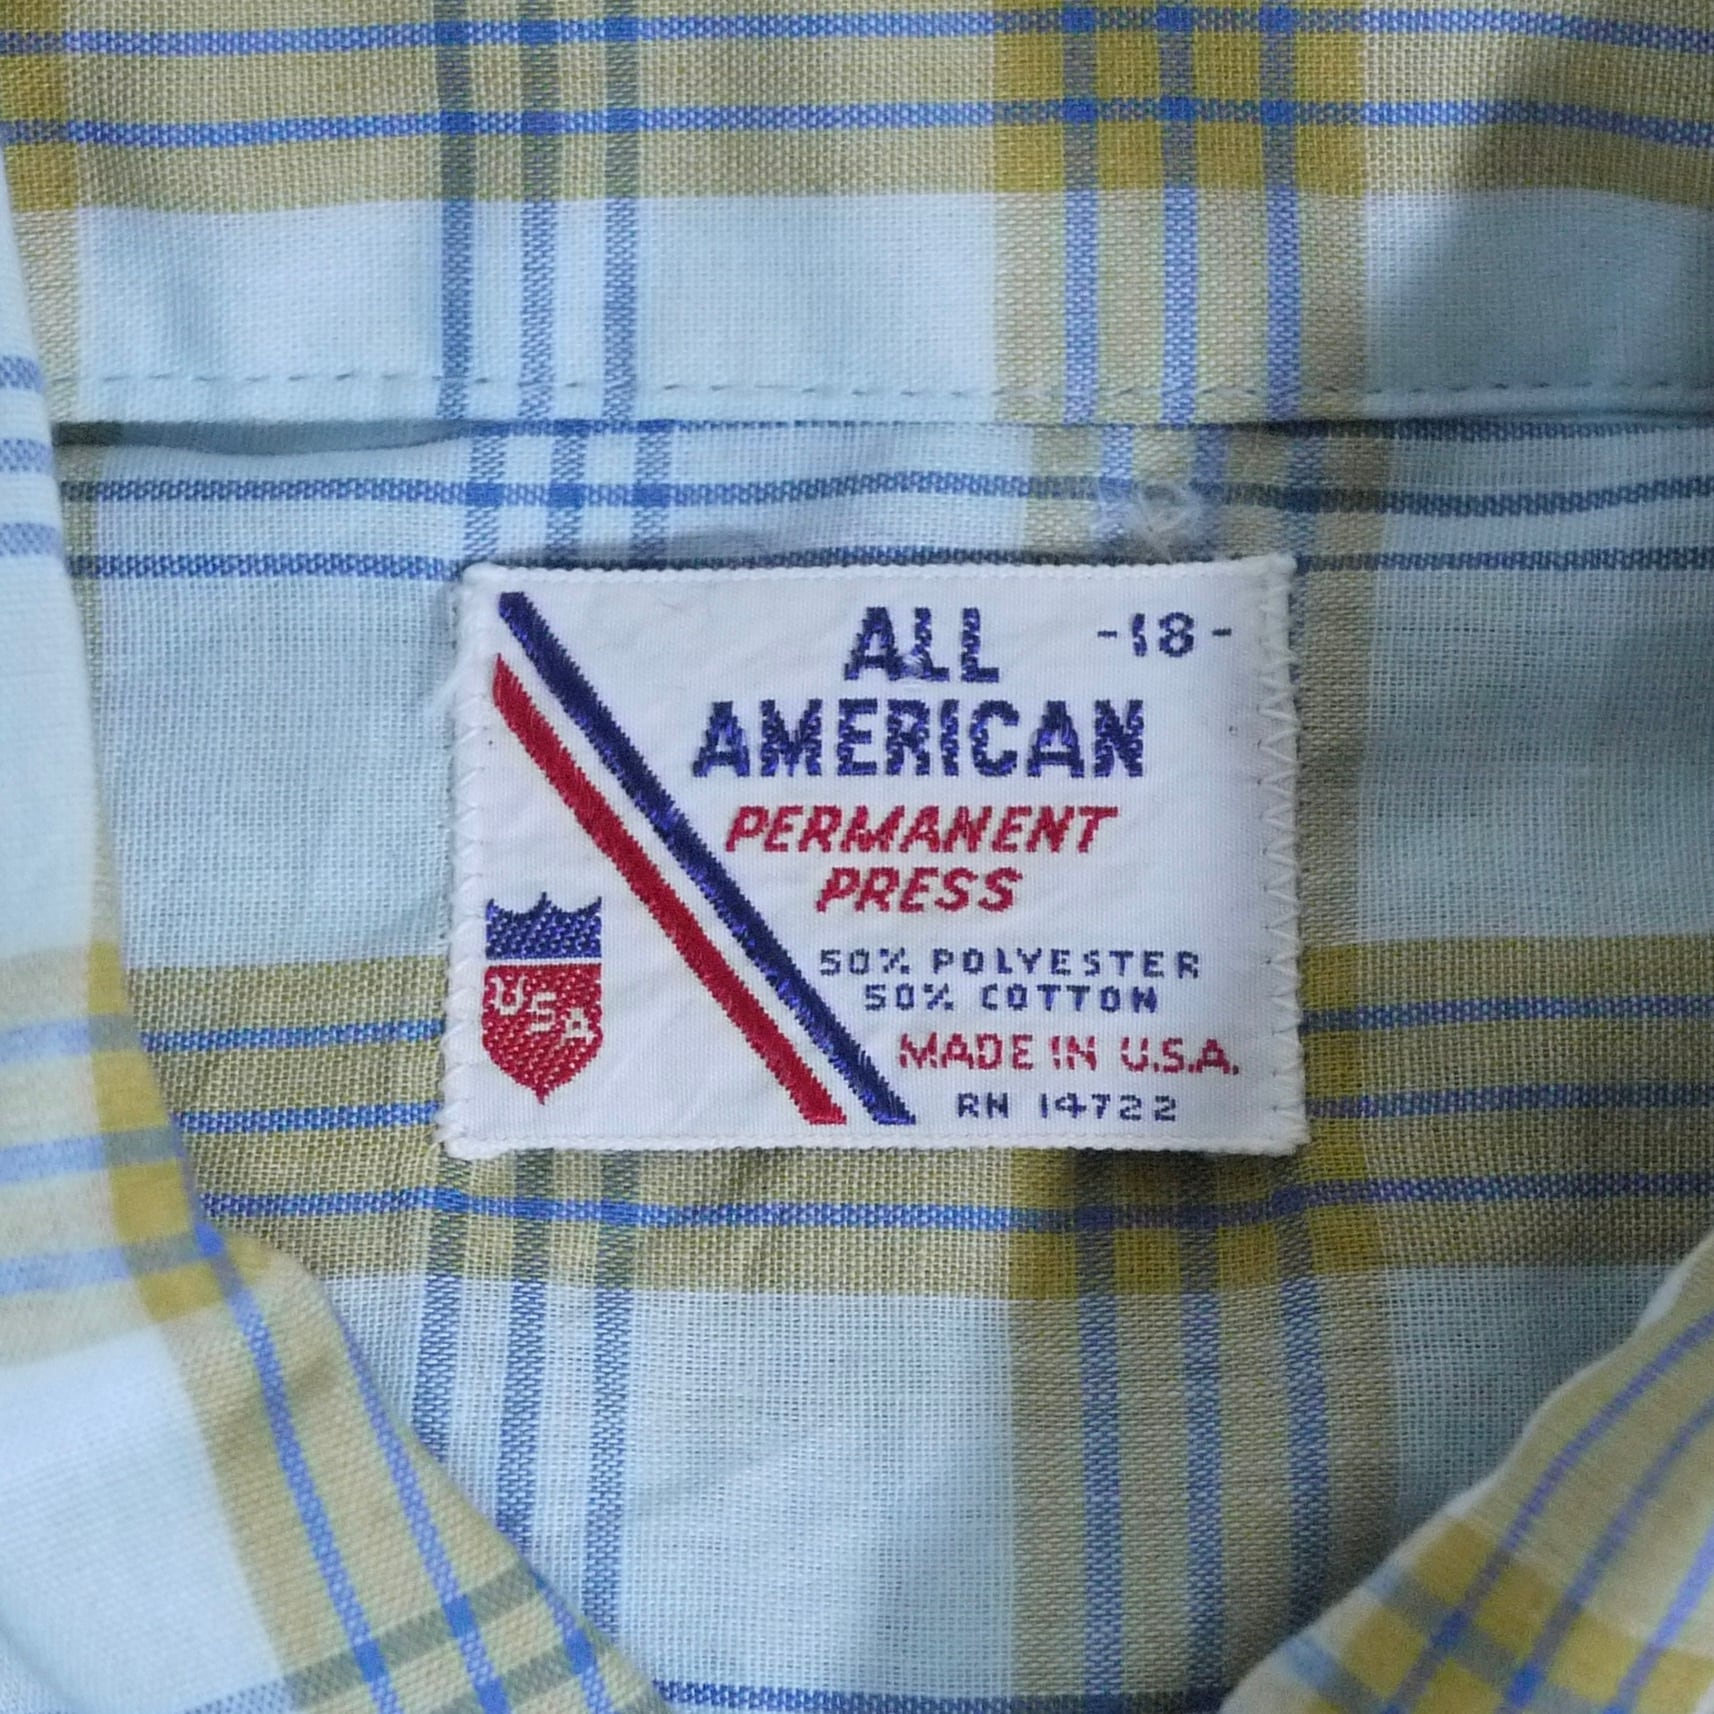 ALL -18-
AMERICAN
PERMANENT
PRESS
50% POLYESTER
50% COTTON
MADE IN U.S.A.
RN 14722
USA